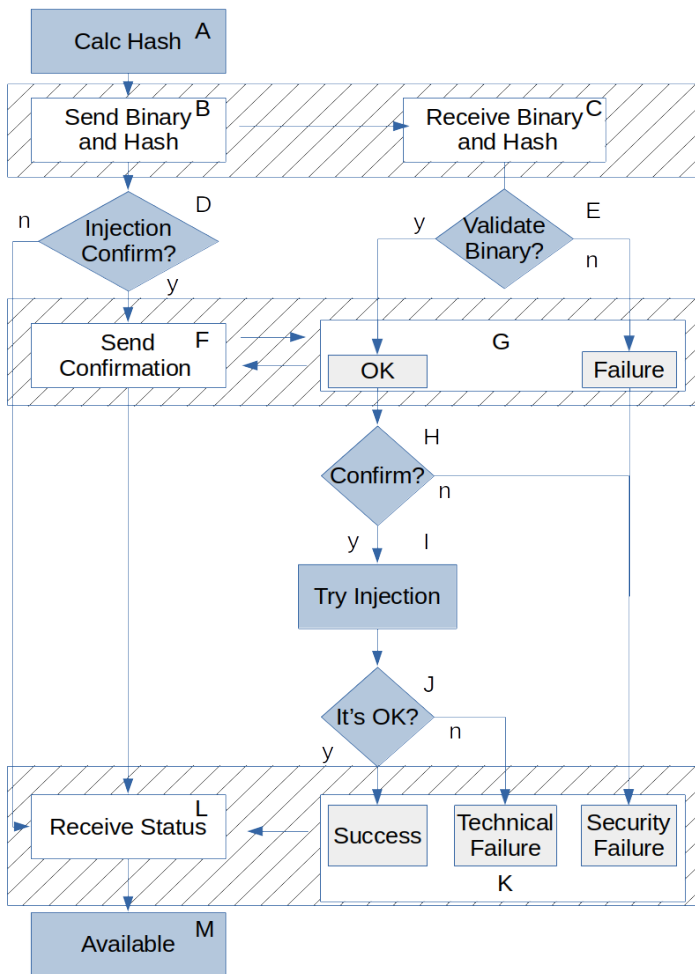 Calc Hash
A
Send Binary
and Hash
B
Receive Binary
and Hash
C
n
Injection
Confirm?
D
y
y
Validate
Binary?
E
n
Send
Confirmation
F
G
OK
Failure
H
Confirm?
n
y
I
Try Injection
J
It's OK?
n
y
L
Receive Status
Success
Technical
Failure
Security
Failure
K
Available
M